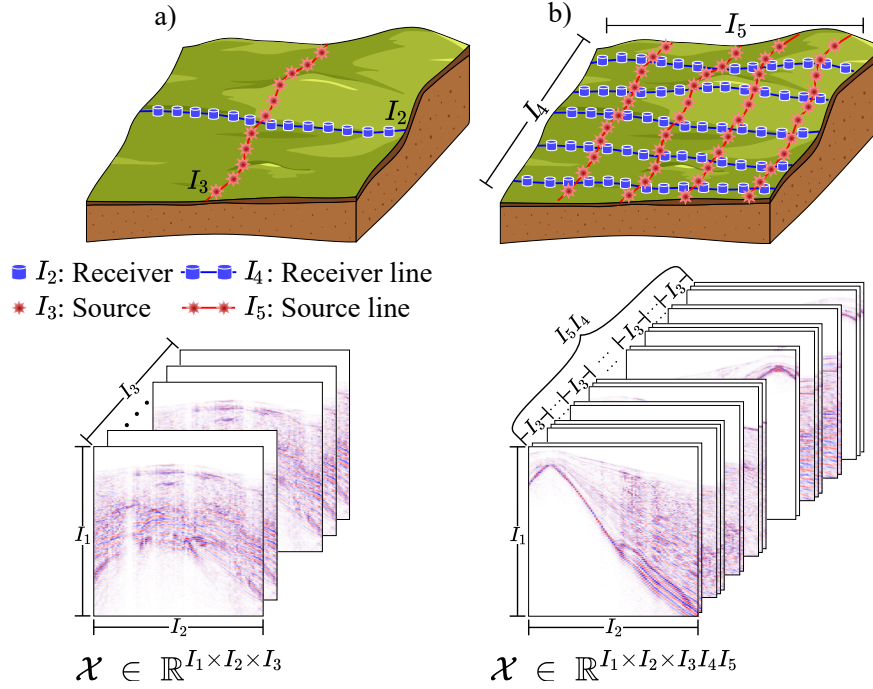 a)
b)
I₅
I₄
I₂
I₃
I₂: Receiver I₄: Receiver line
I₃: Source I₅: Source line
I₃
I₁
I₂
𝒳 ∈ ℝ^{I₁×I₂×I₃}
I₅I₄
I₃
I₃
I₃
I₃
I₁
I₂
𝒳 ∈ ℝ^{I₁×I₂×I₃I₄I₅}